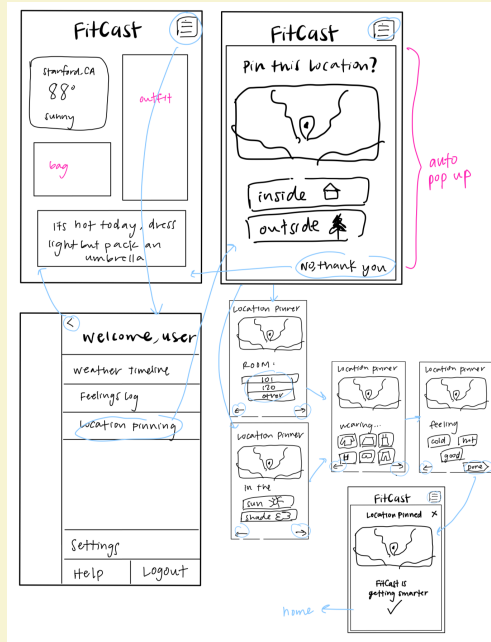 FitCast
Stanford, CA
88°
sunny
outfit
bag
Its hot today, dress
light but pack an
umbrella
FitCast
Pin this location?
inside
outside
No, thank you
auto
pop up
Welcome, user
Weather timeline
Feelings log
Location pinning
Settings
Help
Logout
Location Pinner
ROOM:
101
120
other
Location Pinner
In the
sun
shade
Location pinner
wearing...
Location pinner
feeling
cold
hot
good
Done
FitCast
Location Pinned
X
FitCast is
getting smarter
home